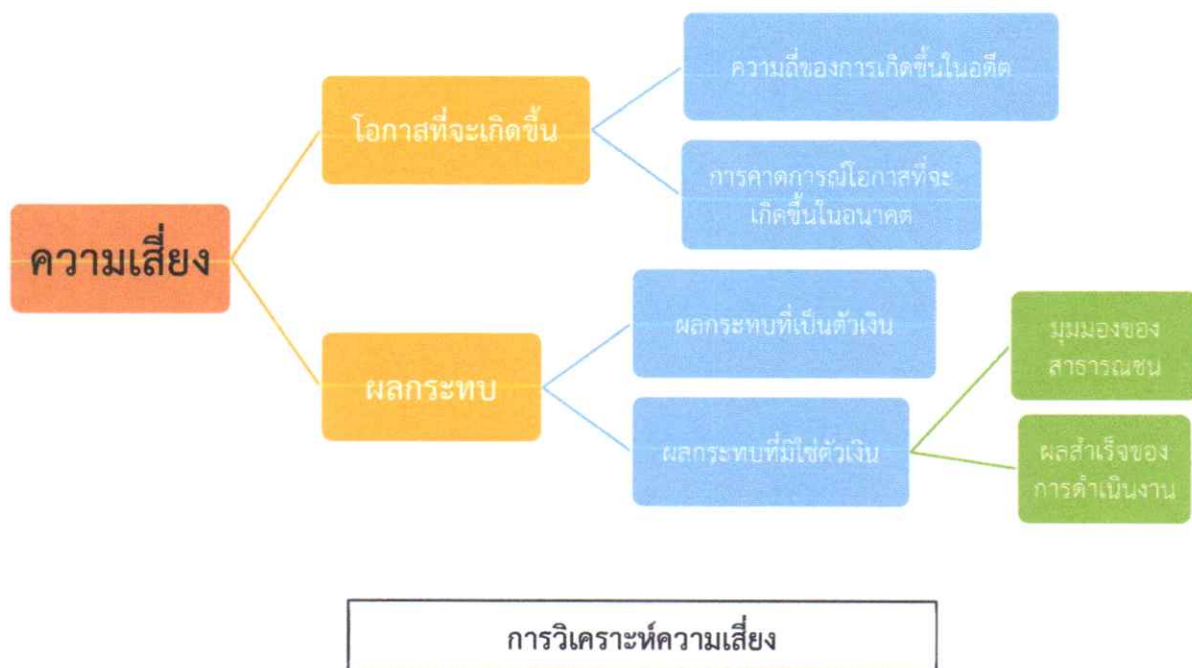 ความเสี่ยง
โอกาสที่จะเกิดขึ้น
ความถี่ของการเกิดขึ้นในอดีต
การคาดการณ์โอกาสที่จะ
เกิดขึ้นในอนาคต
ผลกระทบ
ผลกระทบที่เป็นตัวเงิน
ผลกระทบที่มิใช่ตัวเงิน
มุมมองของ
สาธารณชน
ผลสำเร็จของ
การดำเนินงาน
การวิเคราะห์ความเสี่ยง